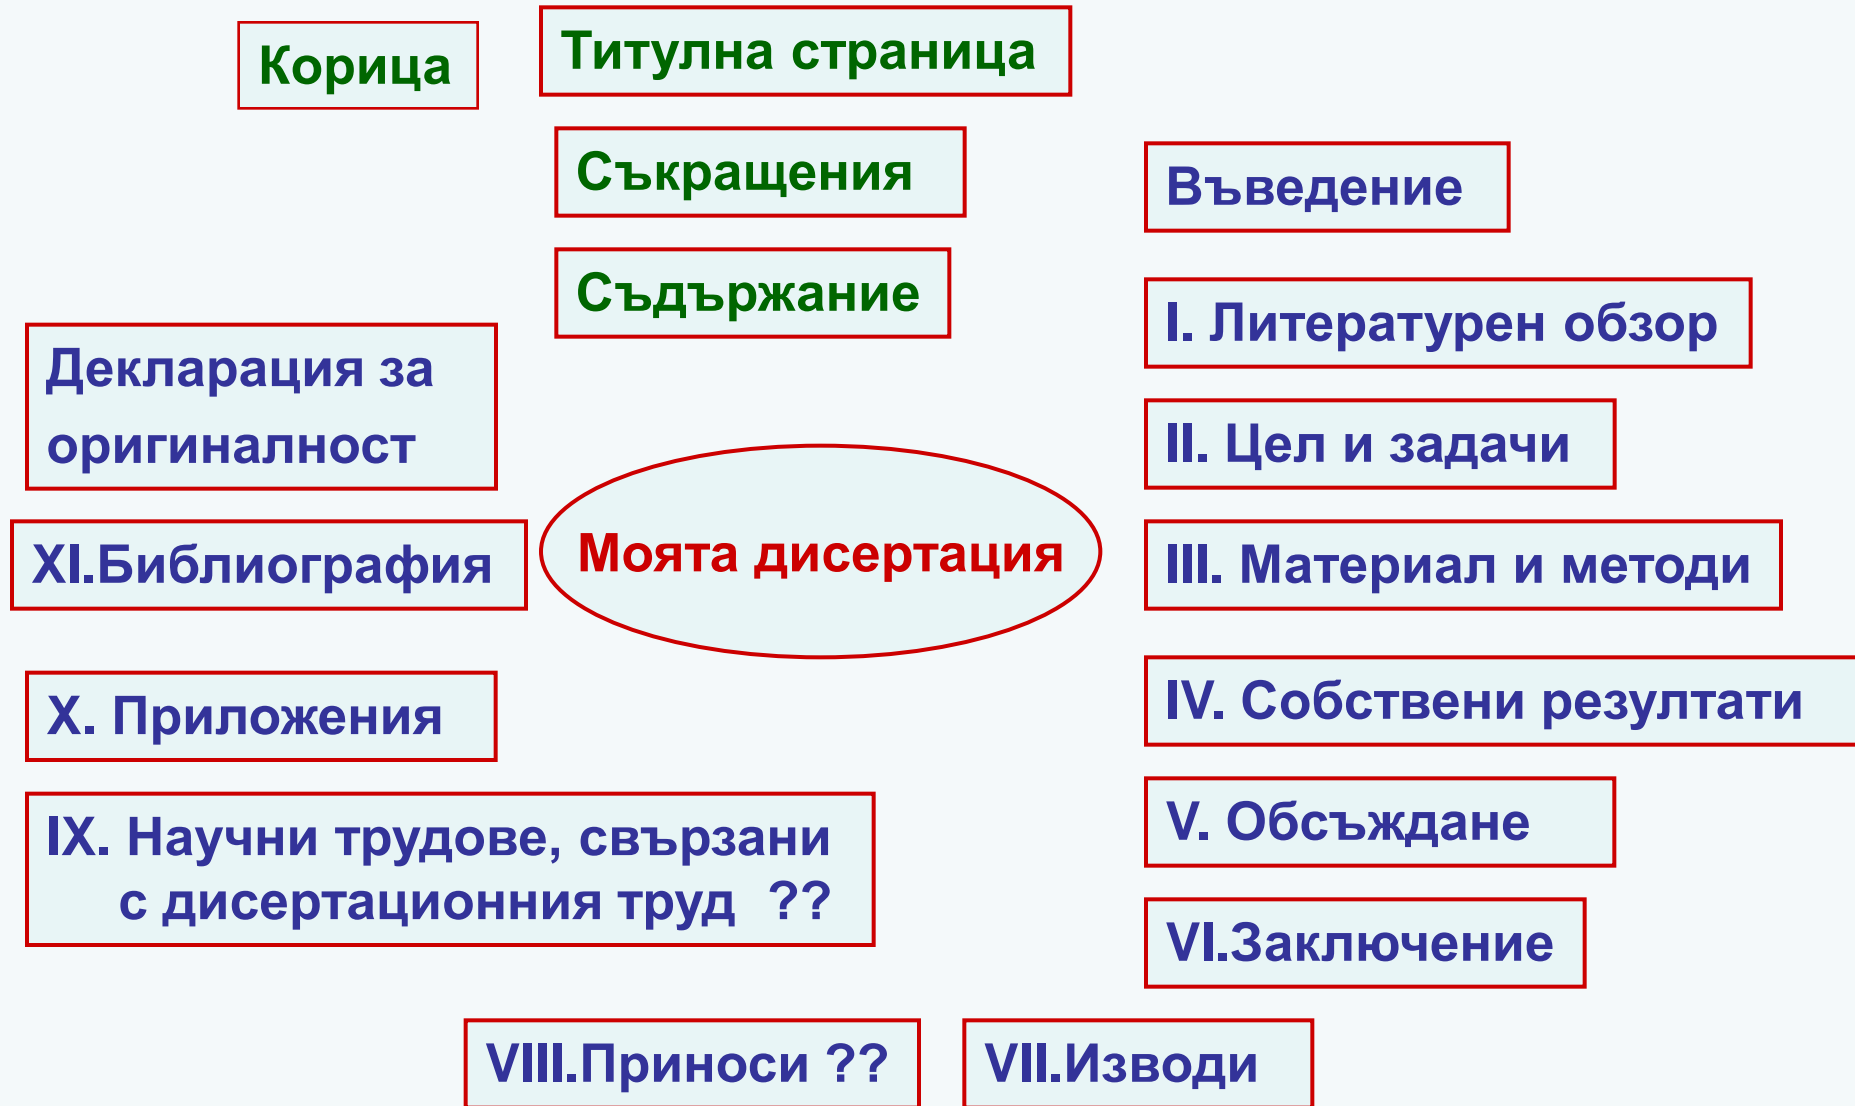 Корица
Титулна страница
Съкращения
Съдържание
Въведение
I. Литературен обзор
II. Цел и задачи
III. Материал и методи
IV. Собствени резултати
V. Обсъждане
VI.Заключение
VII.Изводи
VIII.Приноси ??
IX. Научни трудове, свързани
с дисертационния труд ??
X. Приложения
XI.Библиография
Декларация за
оригиналност
Моята дисертация